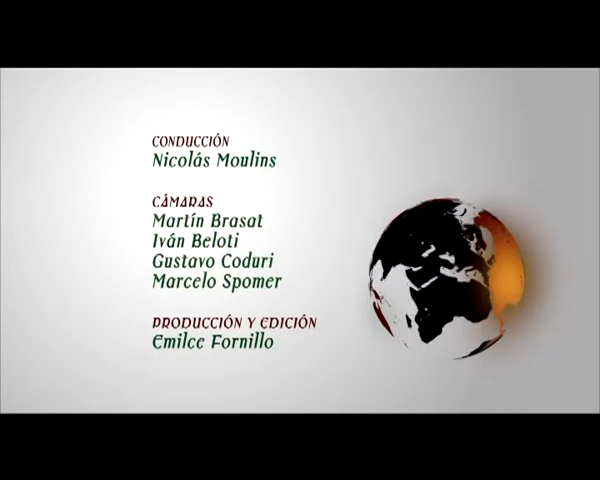 CONDUCCIÓN
Nicolás Moulins
CÁMARAS
Martín Brasat
Iván Beloti
Gustavo Coduri
Marcelo Spomer
PRODUCCIÓN Y EDICIÓN
Emilce Fornillo